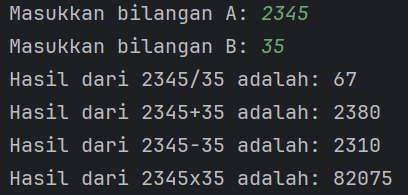 Masukkan bilangan A: 2345
Masukkan bilangan B: 35
Hasil dari 2345/35 adalah: 67
Hasil dari 2345+35 adalah: 2380
Hasil dari 2345-35 adalah: 2310
Hasil dari 2345x35 adalah: 82075